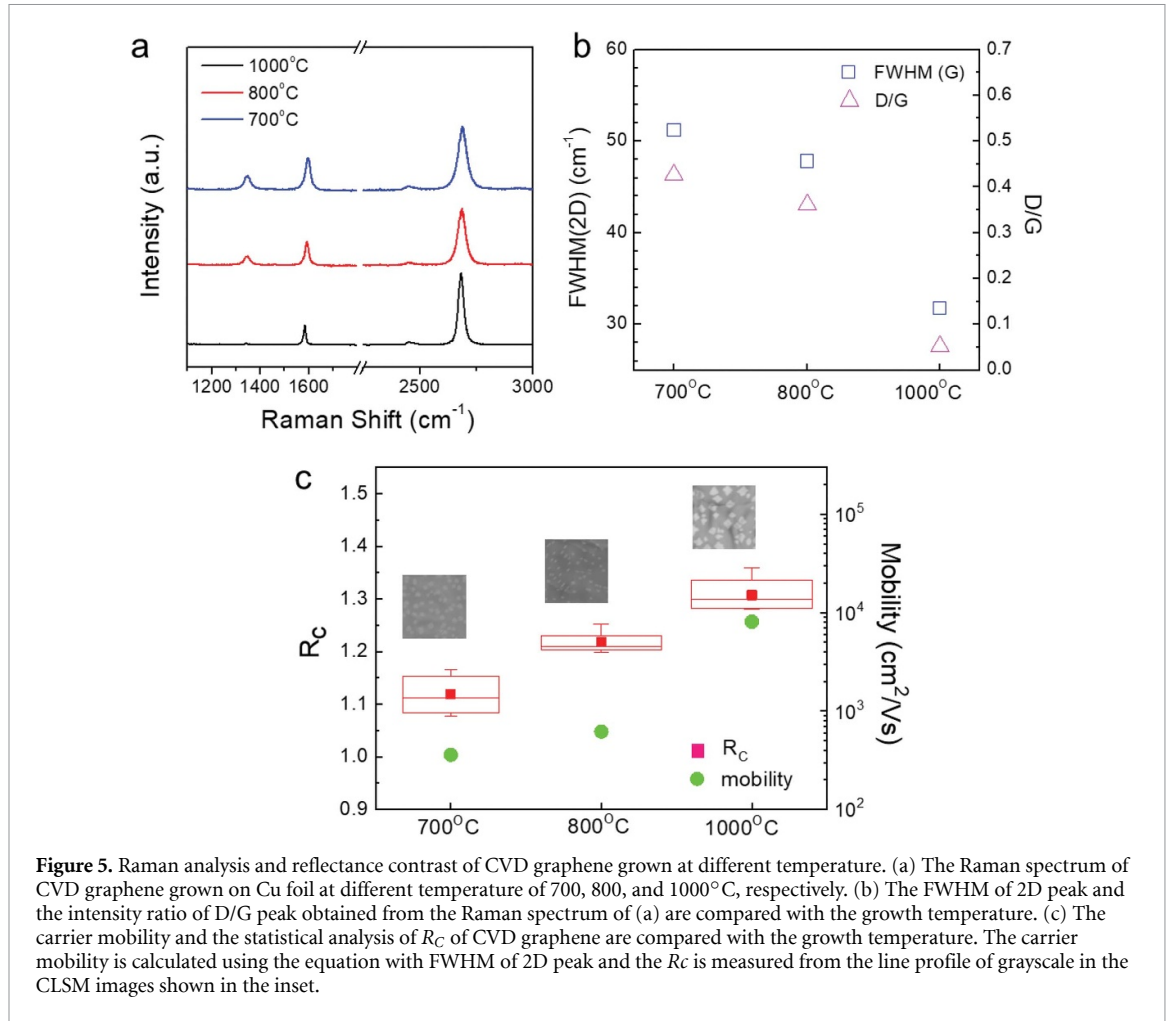 a
1000°C
800°C
700°C
Intensity (a.u.)
1200 1400 1600 2500 3000
Raman Shift (cm⁻¹)
b
60
50
40
30
FWHM(2D) (cm⁻¹)
FWHM (G)
D/G
0.7
0.6
0.5
0.4
0.3
0.2
0.1
0.0
D/G
700°C 800°C 1000°C
c
1.5
1.4
1.3
1.2
1.1
1.0
0.9
R_C
10⁵
10⁴
10³
10²
Mobility (cm²/Vs)
R_C
mobility
700°C 800°C 1000°C
Figure 5. Raman analysis and reflectance contrast of CVD graphene grown at different temperature. (a) The Raman spectrum of
CVD graphene grown on Cu foil at different temperature of 700, 800, and 1000°C, respectively. (b) The FWHM of 2D peak and
the intensity ratio of D/G peak obtained from the Raman spectrum of (a) are compared with the growth temperature. (c) The
carrier mobility and the statistical analysis of R_C of CVD graphene are compared with the growth temperature. The carrier
mobility is calculated using the equation with FWHM of 2D peak and the Rc is measured from the line profile of grayscale in the
CLSM images shown in the inset.